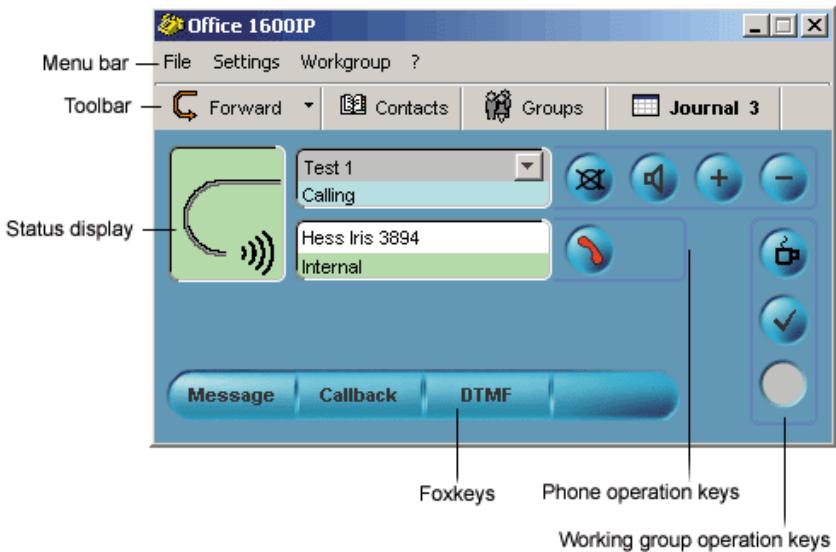 Office 1600IP
Menu bar
File Settings Workgroup ?
Toolbar
Forward Contacts Groups Journal 3
Test 1
Calling
Status display
Hess Iris 3894
Internal
Message Callback DTMF
Foxkeys
Phone operation keys
Working group operation keys